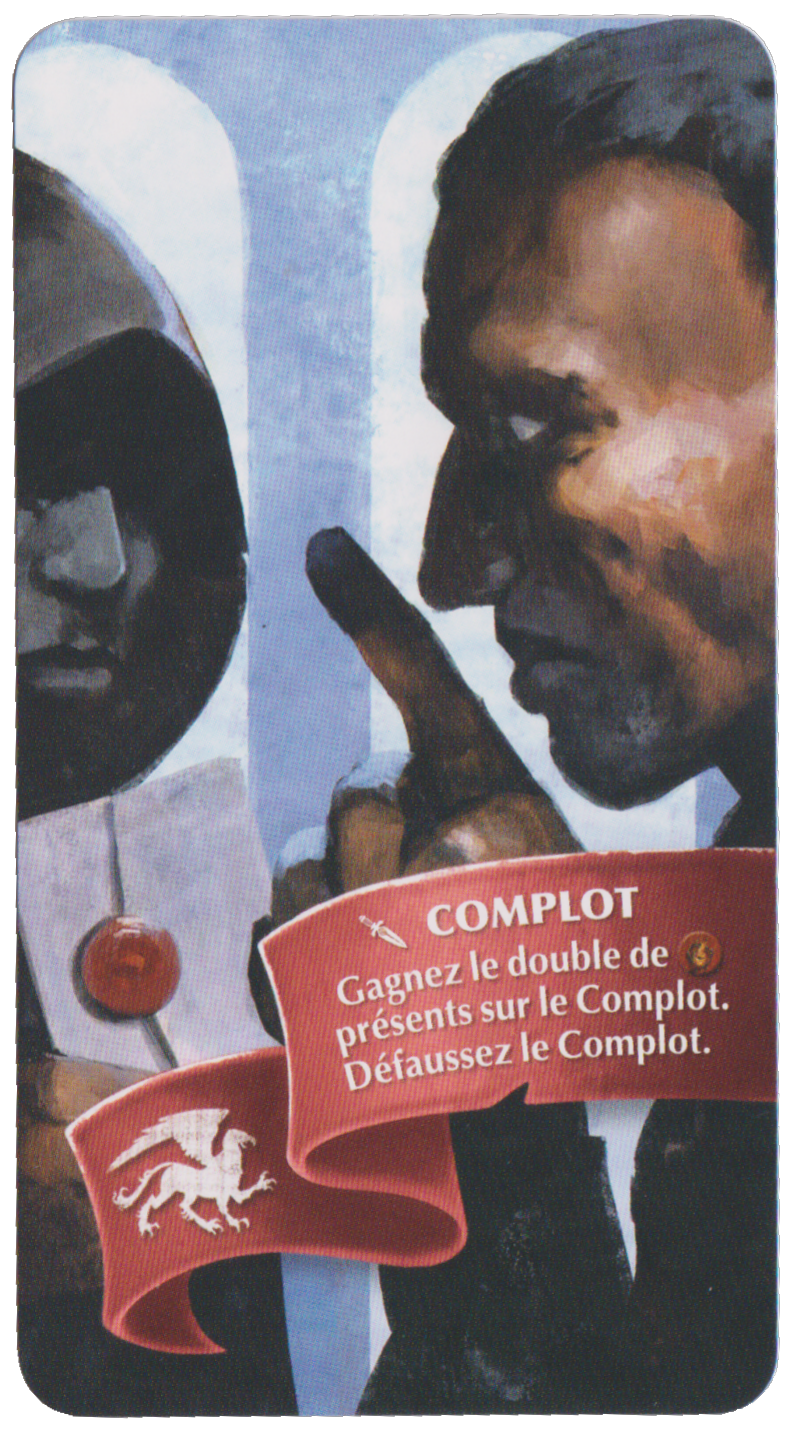 COMPLOT
Gagnez le double de
présents sur le Complot.
Défaussez le Complot.